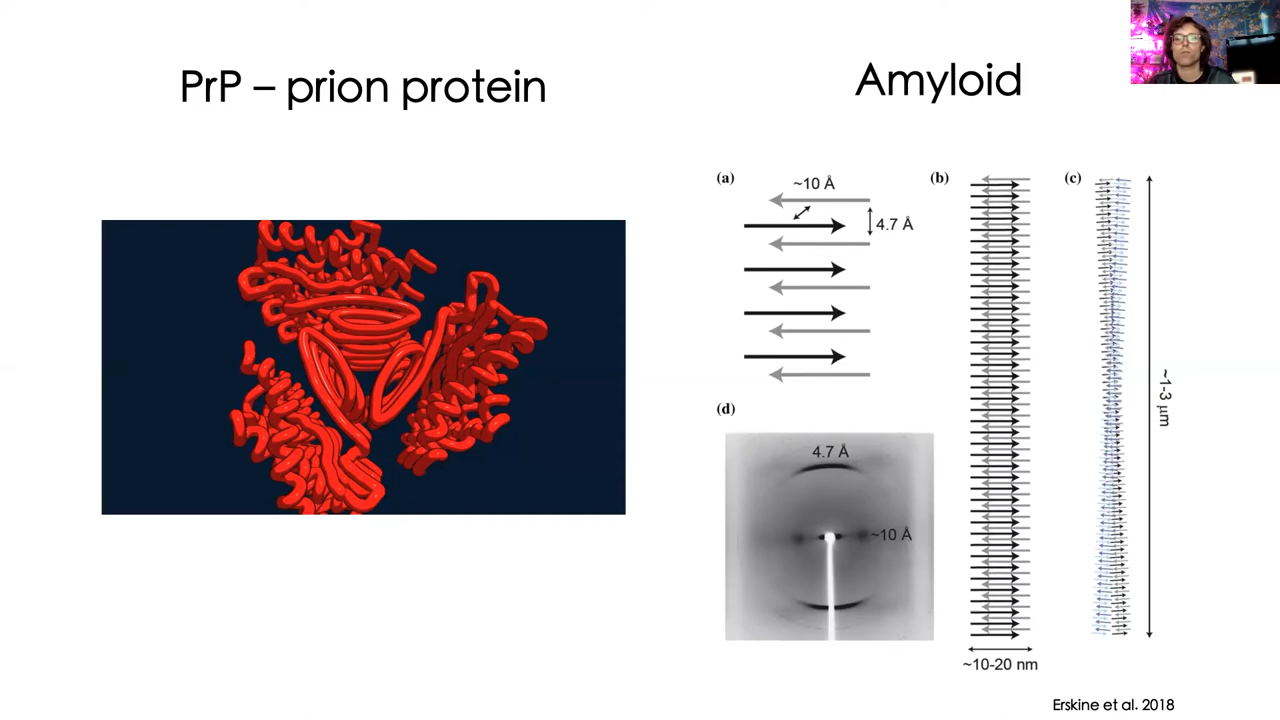 PrP – prion protein
Amyloid
(a)
~10 Å
4.7 Å
(b)
(c)
~1-3 μm
(d)
4.7 Å
~10 Å
~10-20 nm
Erskine et al. 2018